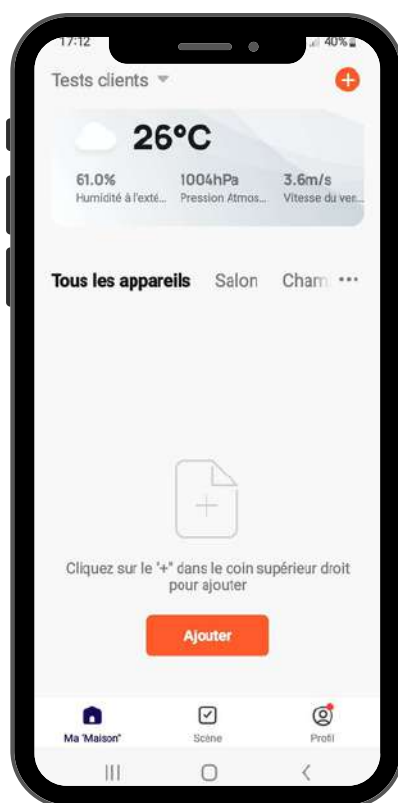 17:12
40%
Tests clients
26°C
61.0% 1004hPa 3.6m/s
Humidité à l'exté... Pression Atmos... Vitesse du ver...
Tous les appareils Salon Cham ...
Cliquez sur le "+" dans le coin supérieur droit
pour ajouter
Ajouter
Ma "Maison" Scène Profil